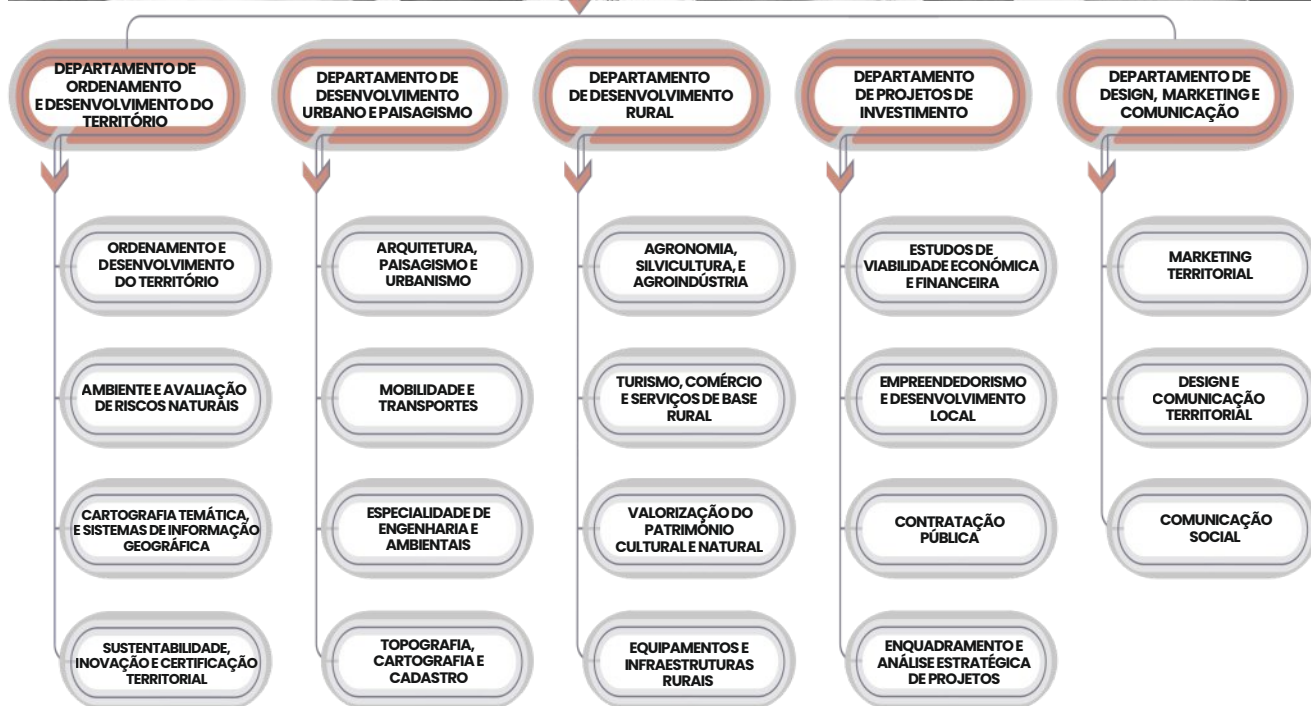 DEPARTAMENTO DE
ORDENAMENTO
E DESENVOLVIMENTO DO
TERRITÓRIO
DEPARTAMENTO DE
DESENVOLVIMENTO
URBANO E PAISAGISMO
DEPARTAMENTO
DE DESENVOLVIMENTO
RURAL
DEPARTAMENTO
DE PROJETOS DE
INVESTIMENTO
DEPARTAMENTO DE
DESIGN, MARKETING E
COMUNICAÇÃO
ORDENAMENTO E
DESENVOLVIMENTO
DO TERRITÓRIO
ARQUITETURA,
PAISAGISMO E
URBANISMO
AGRONOMIA,
SILVICULTURA, E
AGROINDÚSTRIA
ESTUDOS DE
VIABILIDADE ECONÓMICA
E FINANCEIRA
MARKETING
TERRITORIAL
AMBIENTE E AVALIAÇÃO
DE RISCOS NATURAIS
MOBILIDADE E
TRANSPORTES
TURISMO, COMÉRCIO
E SERVIÇOS DE BASE
RURAL
EMPREENDEDORISMO
E DESENVOLVIMENTO
LOCAL
DESIGN E
COMUNICAÇÃO
TERRITORIAL
CARTOGRAFIA TEMÁTICA,
E SISTEMAS DE INFORMAÇÃO
GEOGRÁFICA
ESPECIALIDADE DE
ENGENHARIA E
AMBIENTAIS
VALORIZAÇÃO DO
PATRIMÓNIO
CULTURAL E NATURAL
CONTRATAÇÃO
PÚBLICA
COMUNICAÇÃO
SOCIAL
SUSTENTABILIDADE,
INOVAÇÃO E CERTIFICAÇÃO
TERRITORIAL
TOPOGRAFIA,
CARTOGRAFIA E
CADASTRO
EQUIPAMENTOS E
INFRAESTRUTURAS
RURAIS
ENQUADRAMENTO E
ANÁLISE ESTRATÉGICA
DE PROJETOS